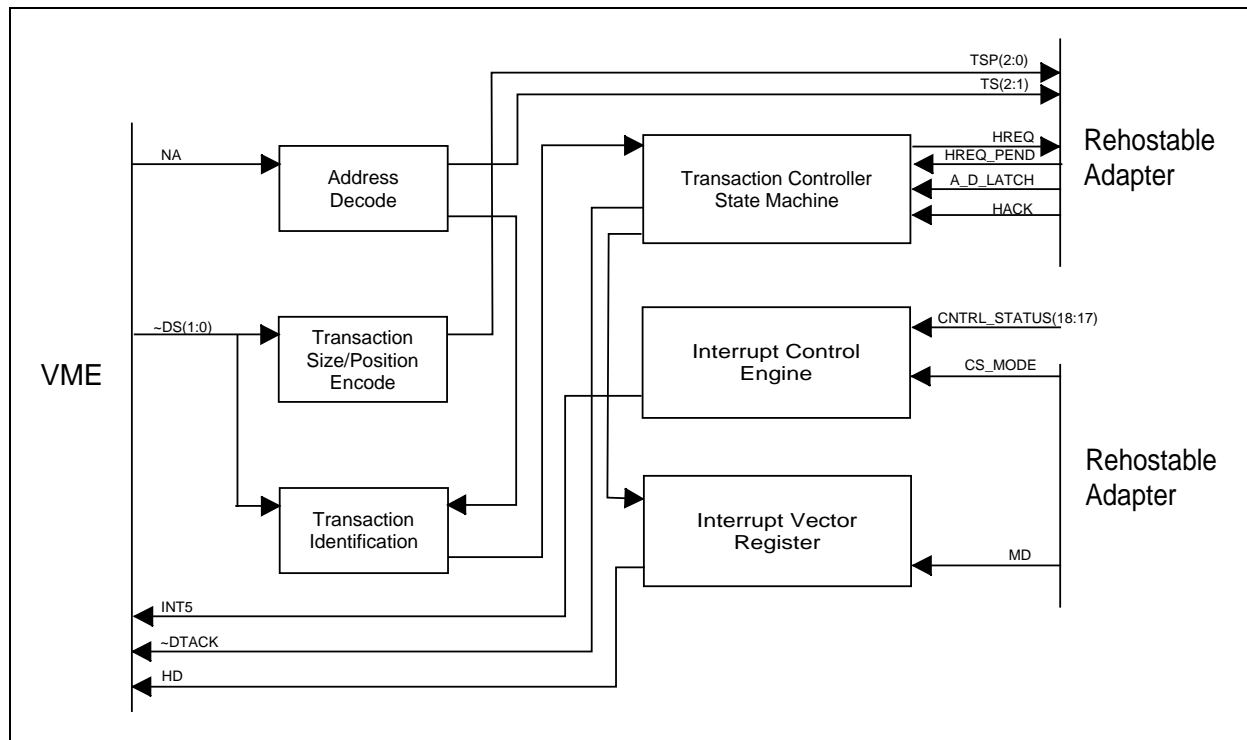 TSP(2:0)
TS(2:1)
NA
Address
Decode
Transaction Controller
State Machine
HREQ
HREQ_PEND
A_D_LATCH
HACK
Rehostable
Adapter
~DS(1:0)
Transaction
Size/Position
Encode
Interrupt Control
Engine
CNTRL_STATUS(18:17)
CS_MODE
VME
Transaction
Identification
Interrupt Vector
Register
MD
Rehostable
Adapter
INT5
~DTACK
HD